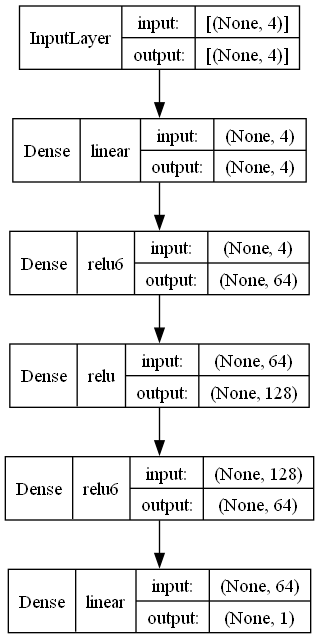 InputLayer input: [(None, 4)]
output: [(None, 4)]
Dense linear input: (None, 4)
output: (None, 4)
Dense relu6 input: (None, 4)
output: (None, 64)
Dense relu input: (None, 64)
output: (None, 128)
Dense relu6 input: (None, 128)
output: (None, 64)
Dense linear input: (None, 64)
output: (None, 1)